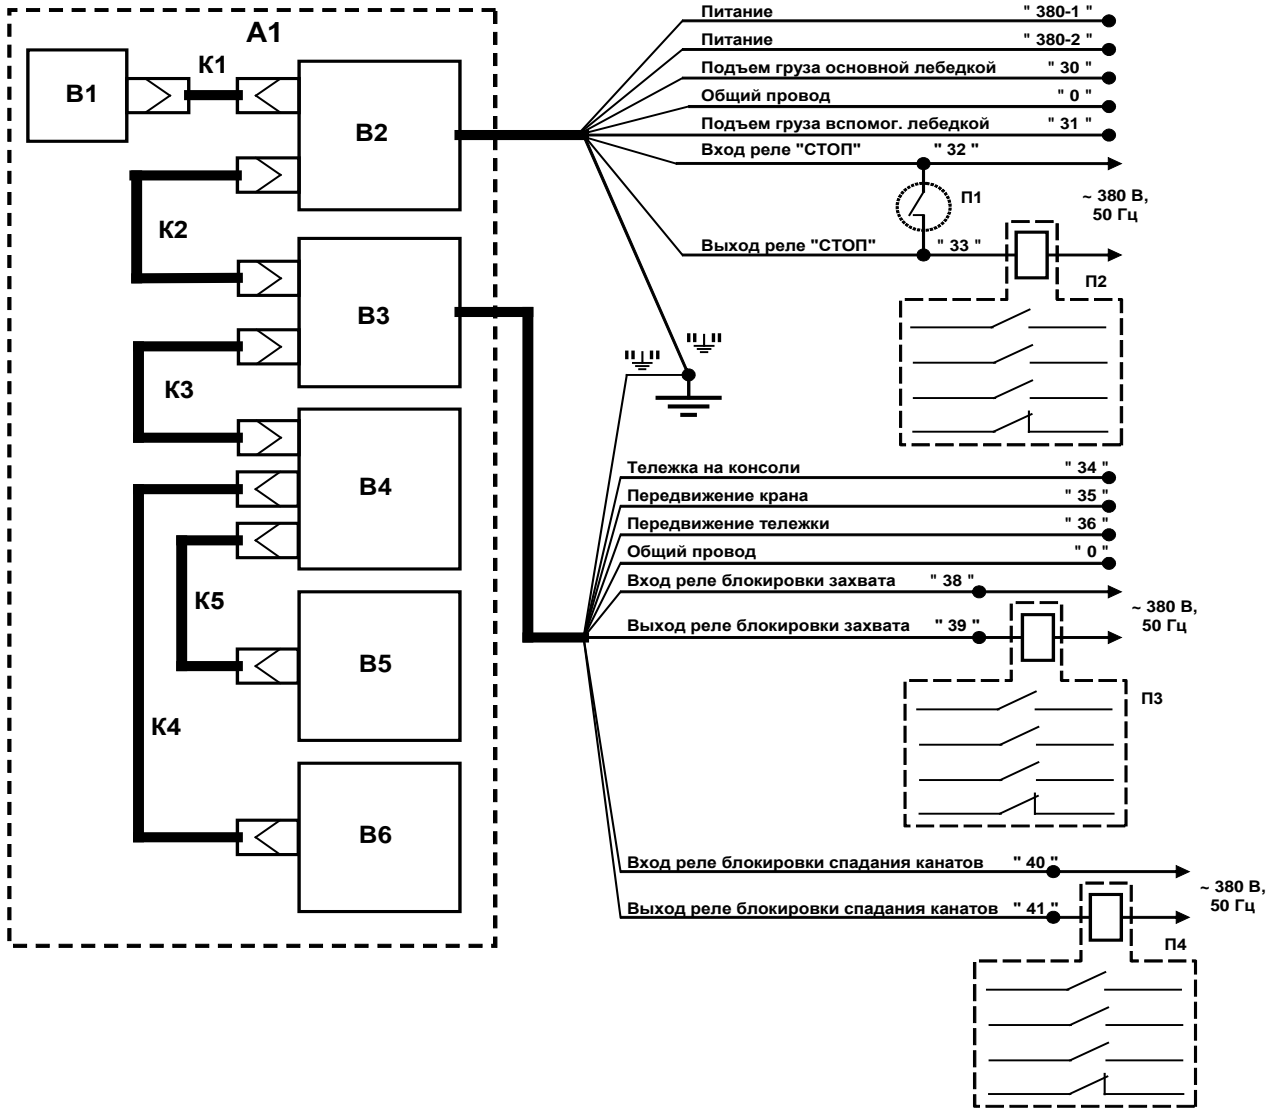 А1
В1
К1
В2
К2
В3
К3
В4
К5
В5
К4
В6
Питание " 380-1 "
Питание " 380-2 "
Подъем груза основной лебедкой " 30 "
Общий провод " 0 "
Подъем груза вспомог. лебедкой " 31 "
Вход реле "СТОП" " 32 "
П1
~ 380 В,
50 Гц
Выход реле "СТОП" " 33 "
П2
Тележка на консоли " 34 "
Передвижение крана " 35 "
Передвижение тележки " 36 "
Общий провод " 0 "
Вход реле блокировки захвата " 38 "
~ 380 В,
50 Гц
Выход реле блокировки захвата " 39 "
П3
Вход реле блокировки спадания канатов " 40 "
~ 380 В,
50 Гц
Выход реле блокировки спадания канатов " 41 "
П4